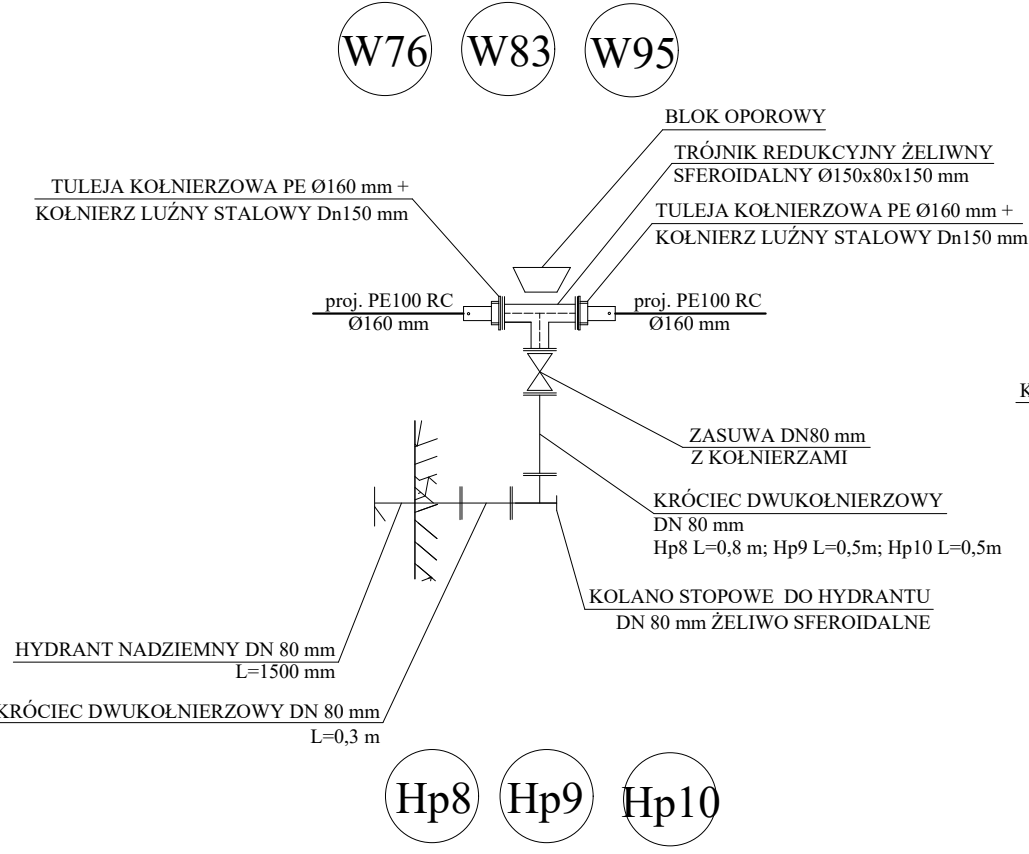 W76 W83 W95
BLOK OPOROWY
TRÓJNIK REDUKCYJNY ŻELIWNY
SFEROIDALNY Ø150x80x150 mm
TULEJA KOŁNIERZOWA PE Ø160 mm +
KOŁNIERZ LUŹNY STALOWY Dn150 mm
TULEJA KOŁNIERZOWA PE Ø160 mm +
KOŁNIERZ LUŹNY STALOWY Dn150 mm
proj. PE100 RC
Ø160 mm
proj. PE100 RC
Ø160 mm
K
ZASUWA DN80 mm
Z KOŁNIERZAMI
KRÓCIEC DWUKOŁNIERZOWY
DN 80 mm
Hp8 L=0,8 m; Hp9 L=0,5m; Hp10 L=0,5m
KOLANO STOPOWE DO HYDRANTU
DN 80 mm ŻELIWO SFEROIDALNE
HYDRANT NADZIEMNY DN 80 mm
L=1500 mm
KRÓCIEC DWUKOŁNIERZOWY DN 80 mm
L=0,3 m
Hp8 Hp9 Hp10